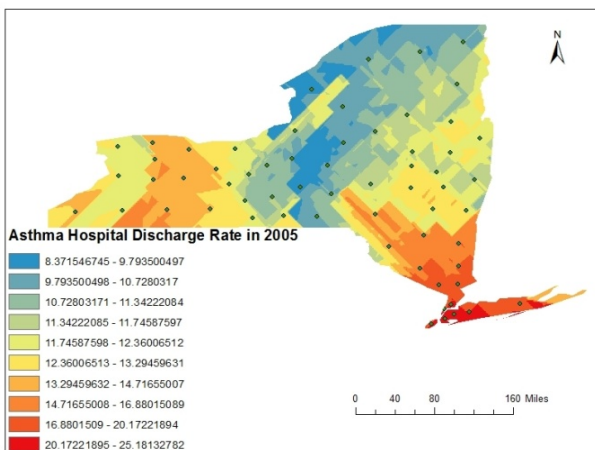 N
Asthma Hospital Discharge Rate in 2005
8.371546745 - 9.793500497
9.793500498 - 10.7280317
10.72803171 - 11.34222084
11.34222085 - 11.74587597
11.74587598 - 12.36006512
12.36006513 - 13.29459631
13.29459632 - 14.71655007
14.71655008 - 16.88015089
16.8801509 - 20.17221894
20.17221895 - 25.18132782
0 40 80 160 Miles